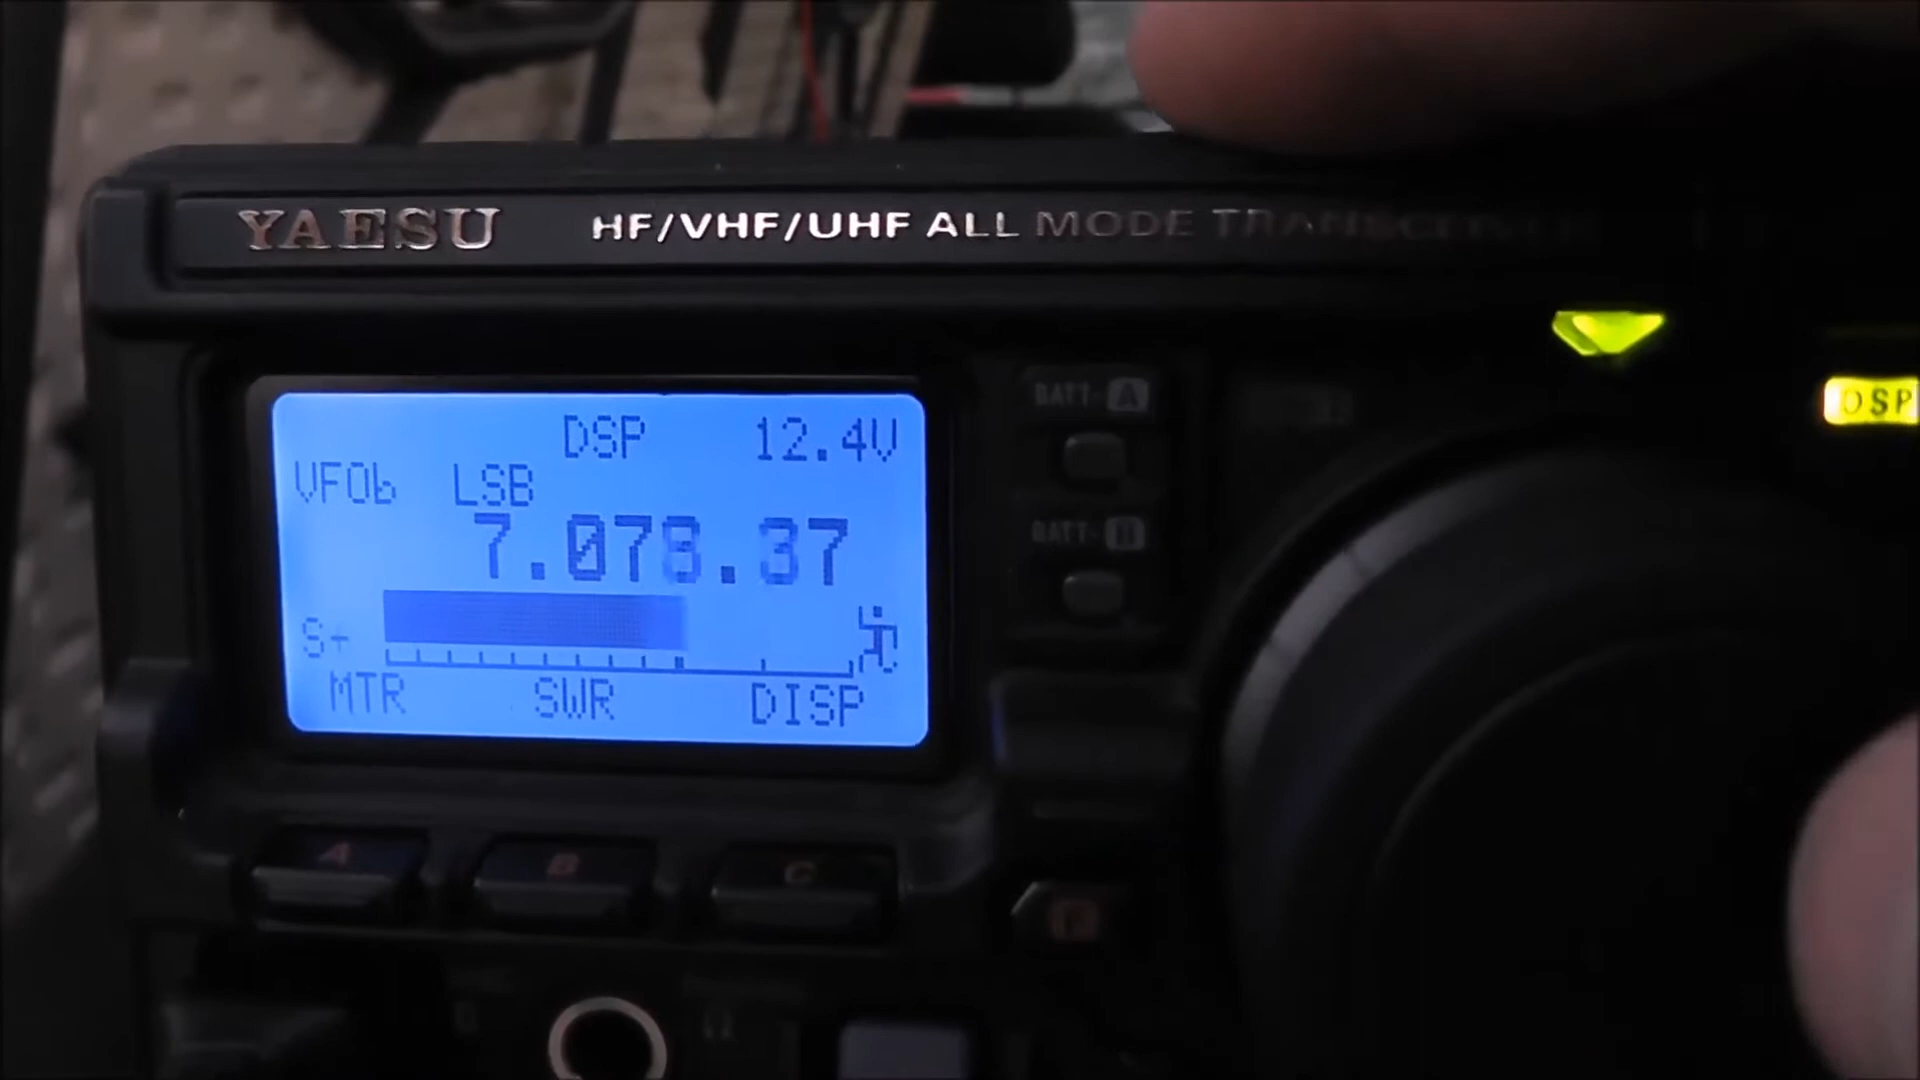 YAESU HF/VHF/UHF ALL MODE TRANSCEIVER
DSP 12.4V
VFOb LSB
7.078.37
S+
MTR SWR DISP
BATT-A
BATT-B
DSP
A B C